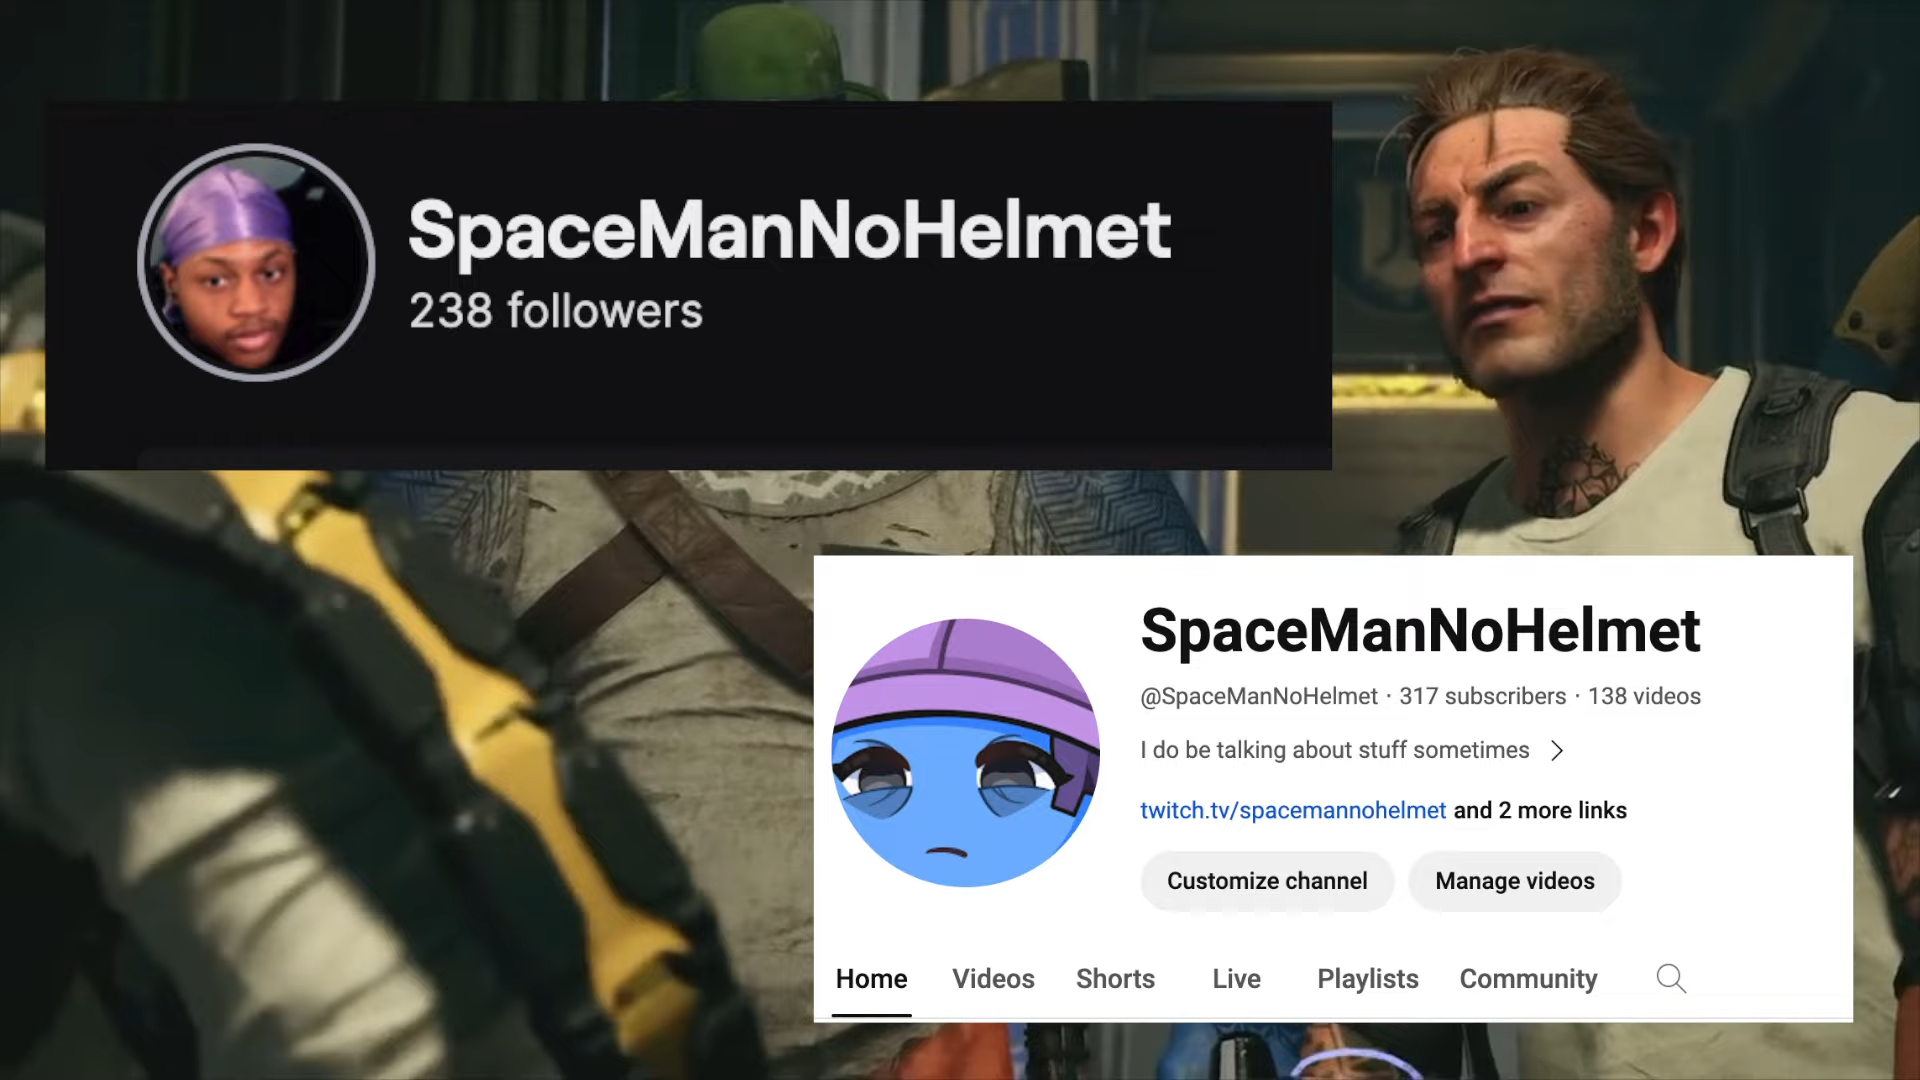 SpaceManNoHelmet
238 followers
SpaceManNoHelmet
@SpaceManNoHelmet · 317 subscribers · 138 videos
I do be talking about stuff sometimes
twitch.tv/spacemannohelmet and 2 more links
Customize channel Manage videos
Home Videos Shorts Live Playlists Community